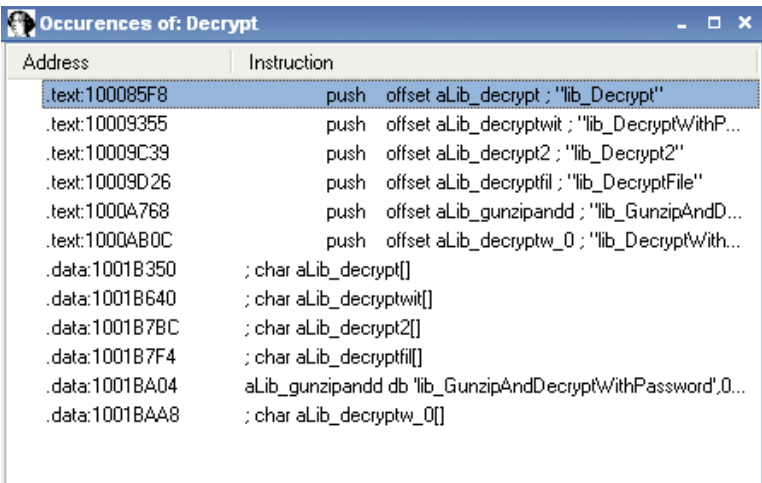 Occurences of: Decrypt
Address Instruction
.text:100085F8 push offset aLib_decrypt ; "lib_Decrypt"
.text:10009355 push offset aLib_decryptwit ; "lib_DecryptWithP...
.text:10009C39 push offset aLib_decrypt2 ; "lib_Decrypt2"
.text:10009D26 push offset aLib_decryptfil ; "lib_DecryptFile"
.text:1000A768 push offset aLib_gunzipandd ; "lib_GunzipAndD...
.text:1000AB0C push offset aLib_decryptw_0 ; "lib_DecryptWith...
.data:1001B350 ; char aLib_decrypt[]
.data:1001B640 ; char aLib_decryptwit[]
.data:1001B7BC ; char aLib_decrypt2[]
.data:1001B7F4 ; char aLib_decryptfil[]
.data:1001BA04 aLib_gunzipandd db 'lib_GunzipAndDecryptWithPassword',0...
.data:1001BAA8 ; char aLib_decryptw_0[]